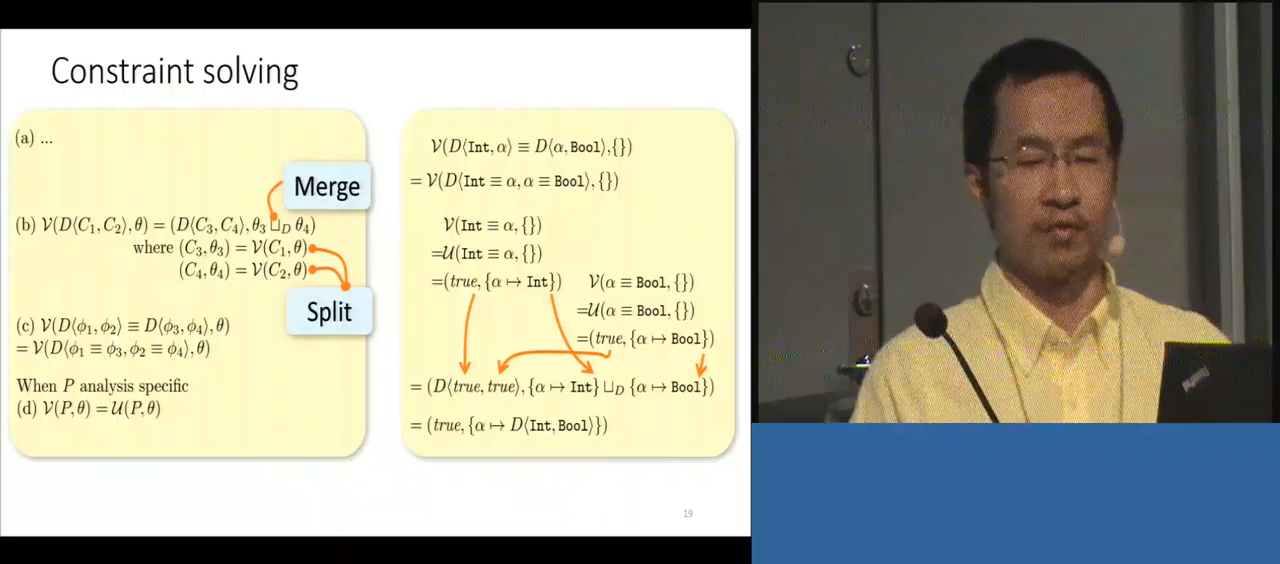 Constraint solving
(a) ...
Merge
(b) 𝒱(D⟨C₁, C₂⟩, θ) = (D⟨C₃, C₄⟩, θ₃ ⊔_D θ₄)
where (C₃, θ₃) = 𝒱(C₁, θ)
(C₄, θ₄) = 𝒱(C₂, θ)
Split
(c) 𝒱(D⟨ϕ₁, ϕ₂⟩ ≡ D⟨ϕ₃, ϕ₄⟩, θ)
= 𝒱(D⟨ϕ₁ ≡ ϕ₃, ϕ₂ ≡ ϕ₄⟩, θ)
When P analysis specific
(d) 𝒱(P, θ) = 𝒰(P, θ)
𝒱(D⟨Int, α⟩ ≡ D⟨α, Bool⟩, {})
= 𝒱(D⟨Int ≡ α, α ≡ Bool⟩, {})
𝒱(Int ≡ α, {})
=𝒰(Int ≡ α, {})
=(true, {α ↦ Int})
𝒱(α ≡ Bool, {})
=𝒰(α ≡ Bool, {})
=(true, {α ↦ Bool})
= (D⟨true, true⟩, {α ↦ Int} ⊔_D {α ↦ Bool})
= (true, {α ↦ D⟨Int, Bool⟩})
19